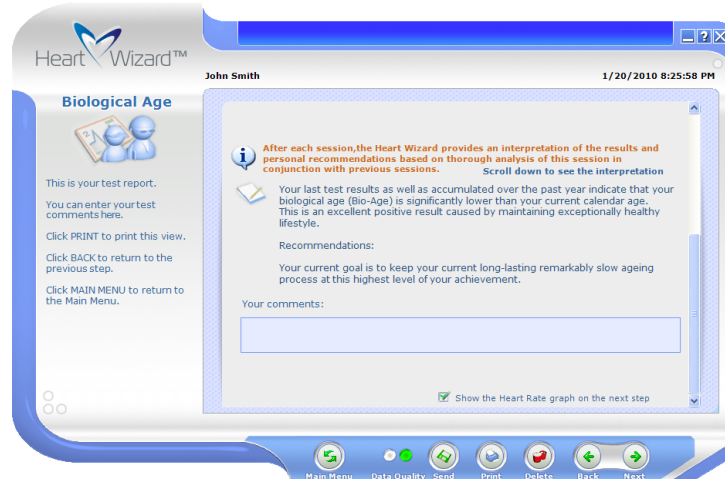 Heart Wizard™
John Smith
1/20/2010 8:25:58 PM
Biological Age
This is your test report.
You can enter your test
comments here.
Click PRINT to print this view.
Click BACK to return to the
previous step.
Click MAIN MENU to return to
the Main Menu.
After each session,the Heart Wizard provides an interpretation of the results and
personal recommendations based on thorough analysis of this session in
conjunction with previous sessions.
Scroll down to see the interpretation
Your last test results as well as accumulated over the past year indicate that your
biological age (Bio-Age) is significantly lower than your current calendar age.
This is an excellent positive result caused by maintaining exceptionally healthy
lifestyle.
Recommendations:
Your current goal is to keep your current long-lasting remarkably slow ageing
process at this highest level of your achievement.
Your comments:
Show the Heart Rate graph on the next step
Main Menu
Data Quality
Send
Print
Delete
Back
Next